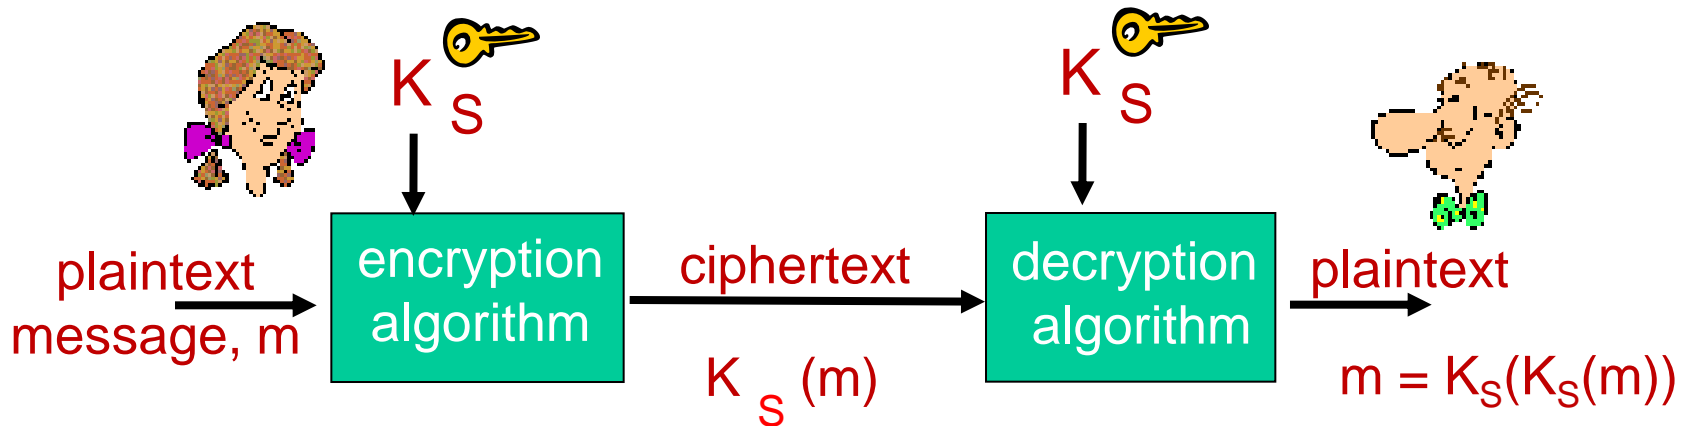 K S
K S
plaintext
message, m
encryption
algorithm
ciphertext
K S (m)
decryption
algorithm
plaintext
m = KS(KS(m))